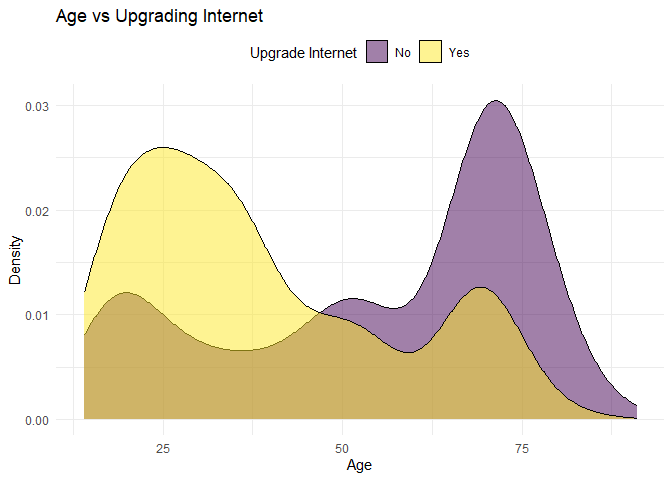 Age vs Upgrading Internet
Upgrade Internet No Yes
0.03
0.02
0.01
0.00
Density
25 50 75
Age